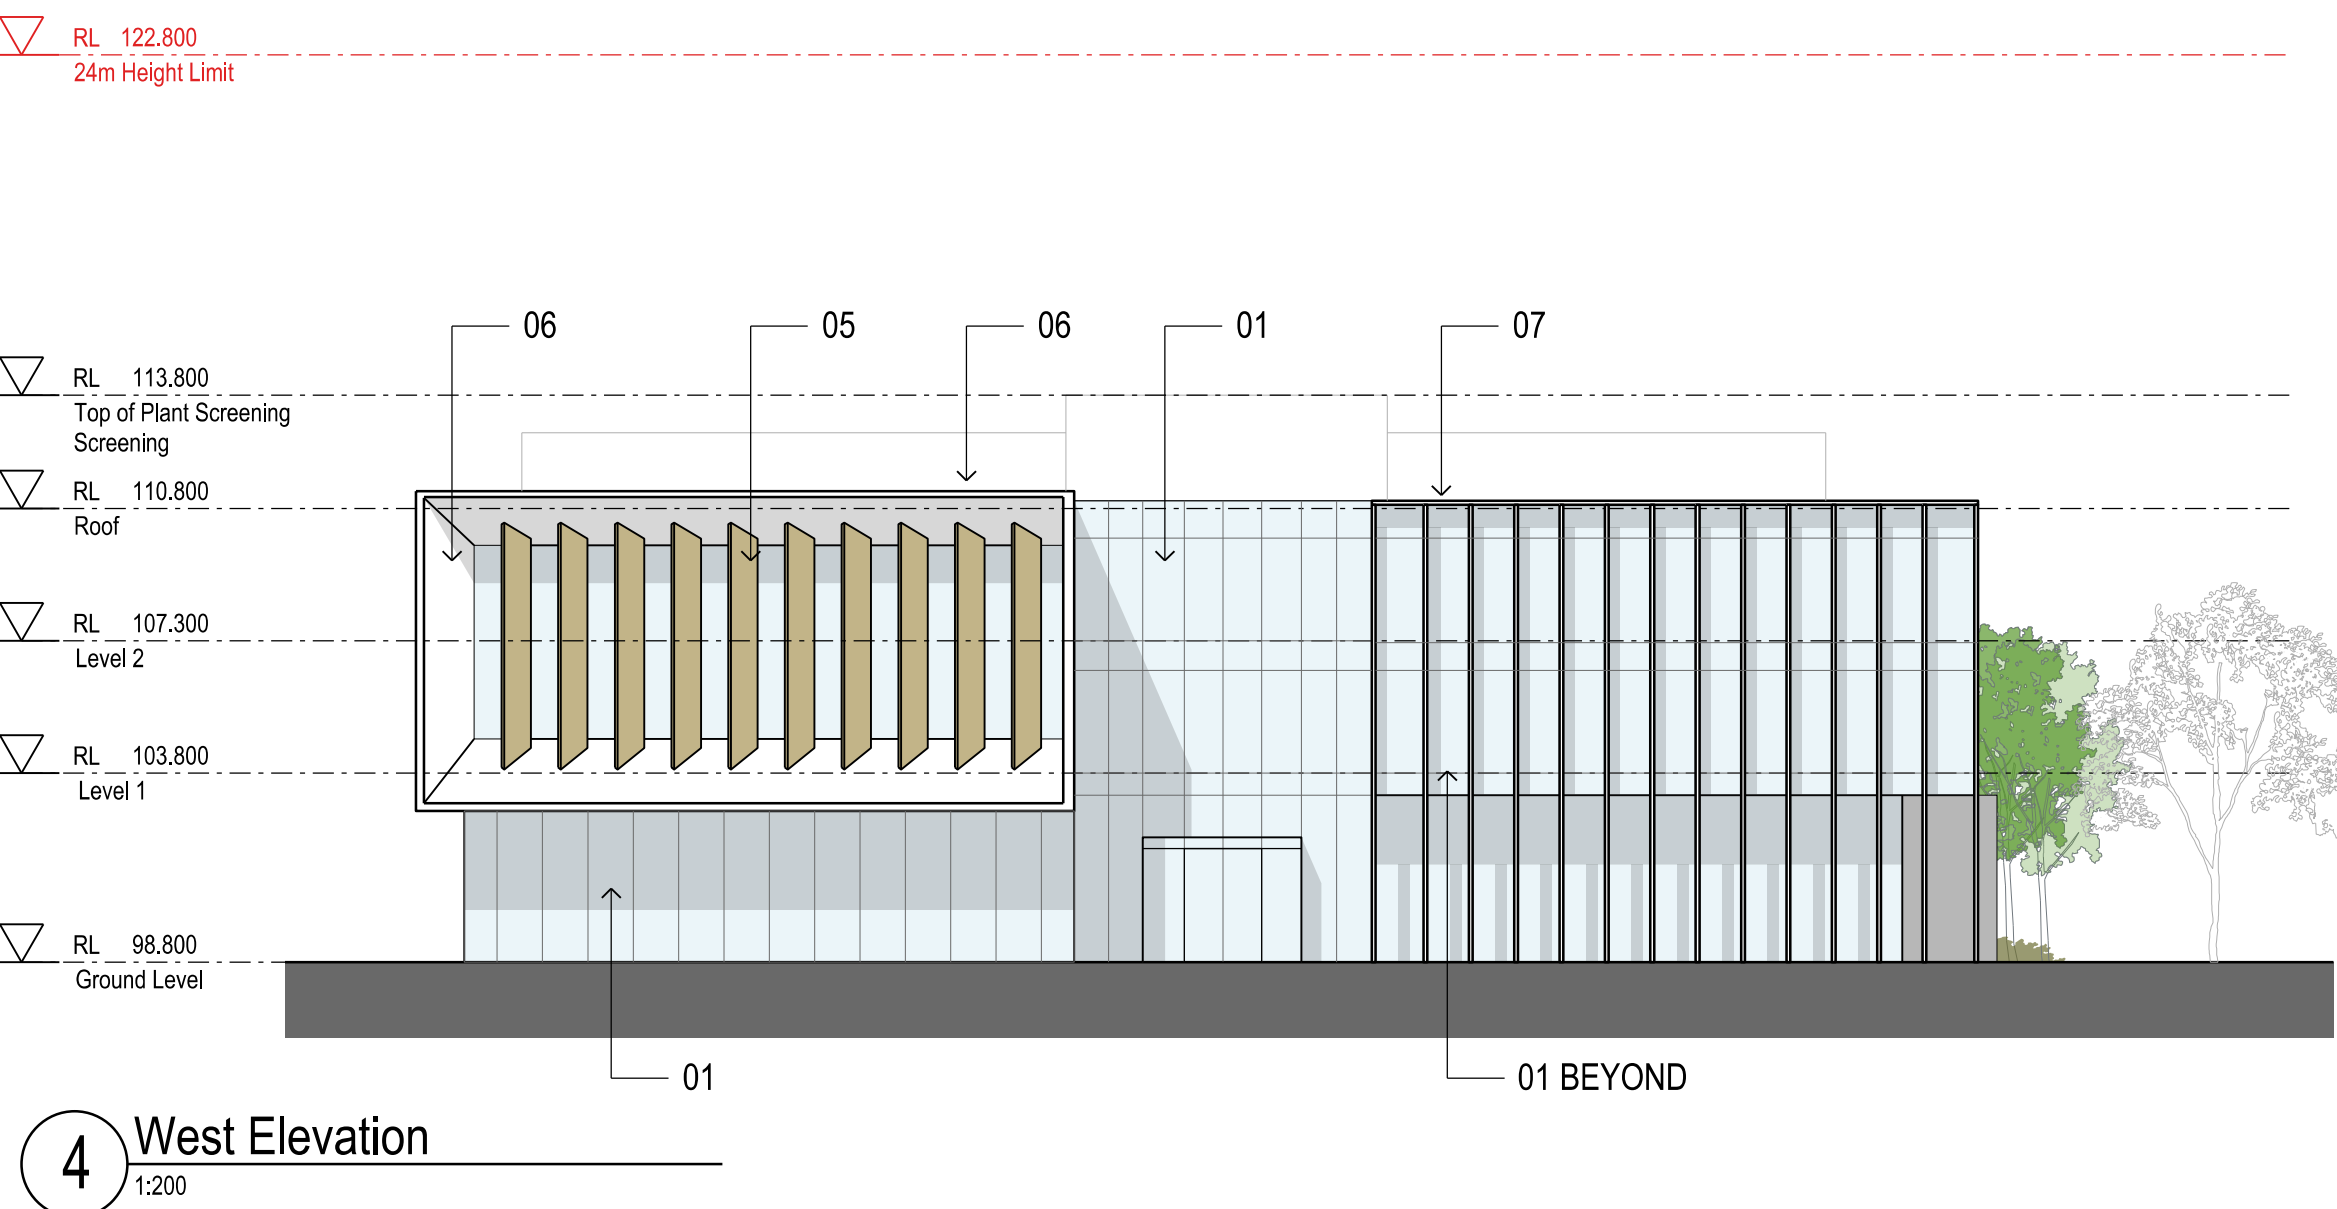 RL 122.800
24m Height Limit
06
05
06
01
07
RL 113.800
Top of Plant Screening
Screening
RL 110.800
Roof
RL 107.300
Level 2
RL 103.800
Level 1
RL 98.800
Ground Level
01
01 BEYOND
4
West Elevation
1:200